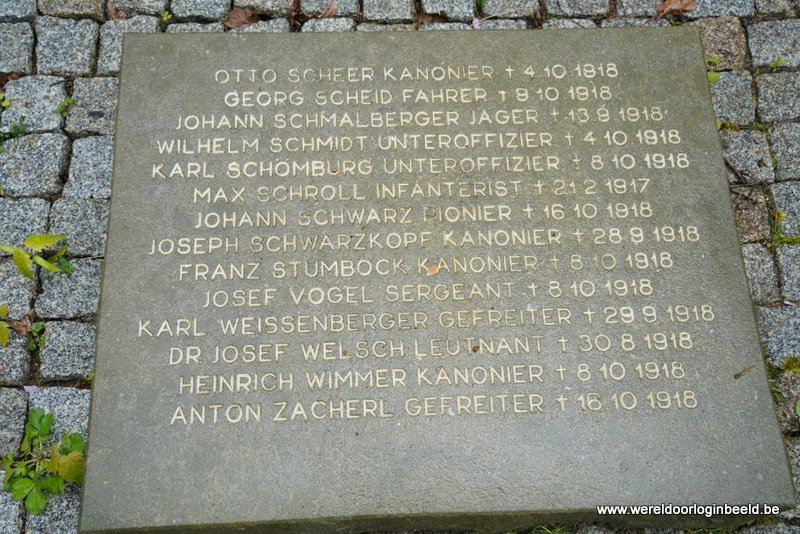 OTTO SCHEER KANONIER † 4 10 1918
GEORG SCHEID FAHRER † 9 10 1918
JOHANN SCHMALBERGER JÄGER † 13 9 1918
WILHELM SCHMIDT UNTEROFFIZIER † 4 10 1918
KARL SCHÖMBURG UNTEROFFIZIER † 8 10 1918
MAX SCHROLL INFANTERIST † 21 2 1917
JOHANN SCHWARZ PIONIER † 16 10 1918
JOSEPH SCHWARZKOPF KANONIER † 28 9 1918
FRANZ STUMBÖCK KANONIER † 8 10 1918
JOSEF VOGEL SERGEANT † 8 10 1918
KARL WEISSENBERGER GEFREITER † 29 9 1918
DR JOSEF WELSCH LEUTNANT † 30 8 1918
HEINRICH WIMMER KANONIER † 8 10 1918
ANTON ZACHERL GEFREITER † 16 10 1918
www.wereldoorloginbeeld.be